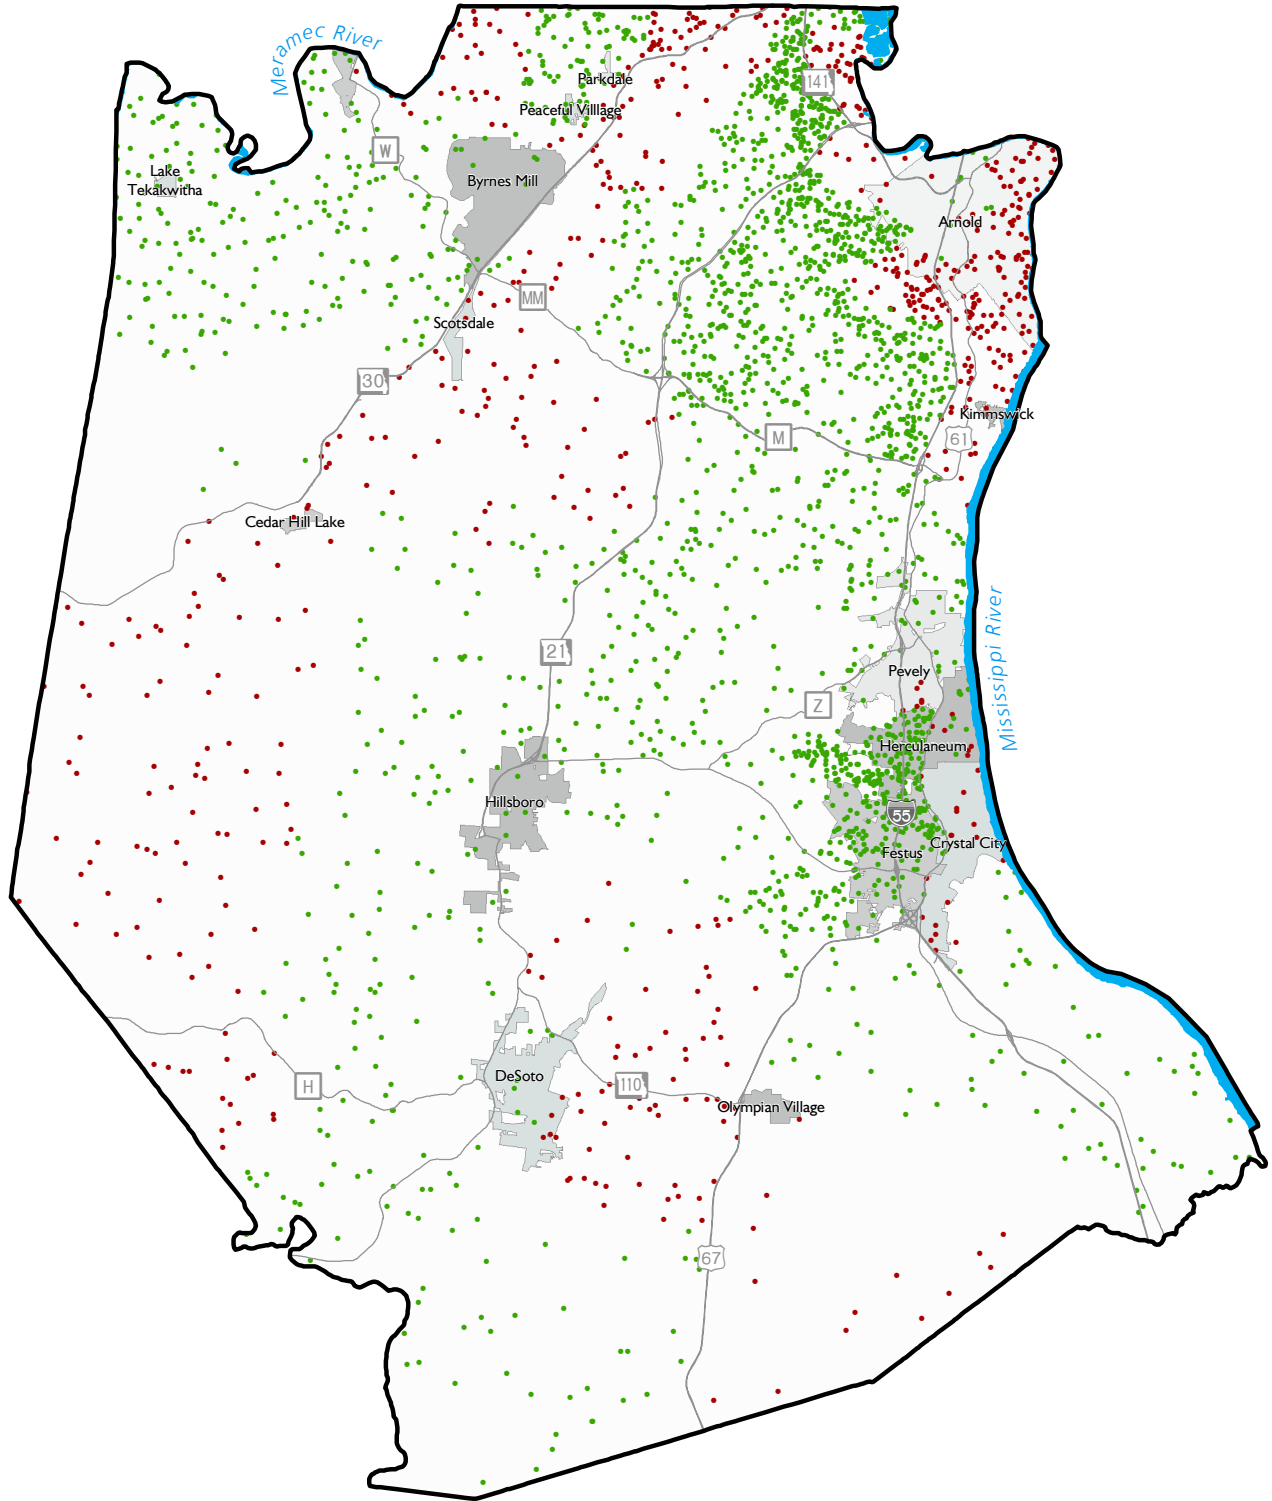 Meramec River
141
Parkdale
Peaceful Villlage
W
Lake
Tekakwitha
Byrnes Mill
Arnold
MM
Scotsdale
30
Kimmswick
M
61
Cedar Hill Lake
Mississippi River
21
Pevely
Z
Herculaneum
Hillsboro
55
Crystal City
Festus
DeSoto
H
110
Olympian Village
67